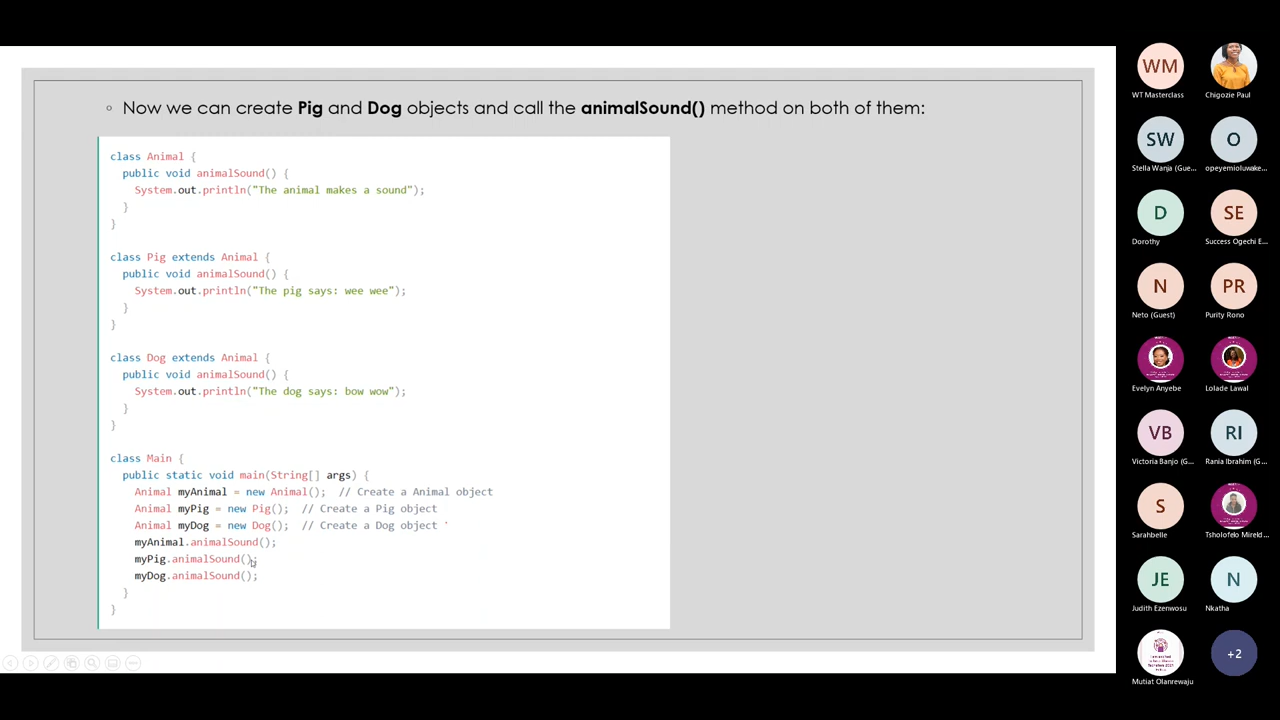 Now we can create Pig and Dog objects and call the animalSound() method on both of them:
class Animal {
public void animalSound() {
System.out.println("The animal makes a sound");
}
}
class Pig extends Animal {
public void animalSound() {
System.out.println("The pig says: wee wee");
}
}
class Dog extends Animal {
public void animalSound() {
System.out.println("The dog says: bow wow");
}
}
class Main {
public static void main(String[] args) {
Animal myAnimal = new Animal(); // Create a Animal object
Animal myPig = new Pig(); // Create a Pig object
Animal myDog = new Dog(); // Create a Dog object
myAnimal.animalSound();
myPig.animalSound();
myDog.animalSound();
}
}
WM
WT Masterclass
Chigozie Paul
SW
Stella Wanja (Gue...
O
opeyemioluwake...
D
Dorothy
SE
Success Ogechi E...
N
Neto (Guest)
PR
Purity Rono
Evelyn Anyebe
Lolade Lawal
VB
Victoria Banjo (G...
RI
Rania Ibrahim (G...
S
Sarahbelle
Tsholofelo Mireld...
JE
Judith Ezenwosu
N
Nkatha
Mutiat Olanrewaju
+2